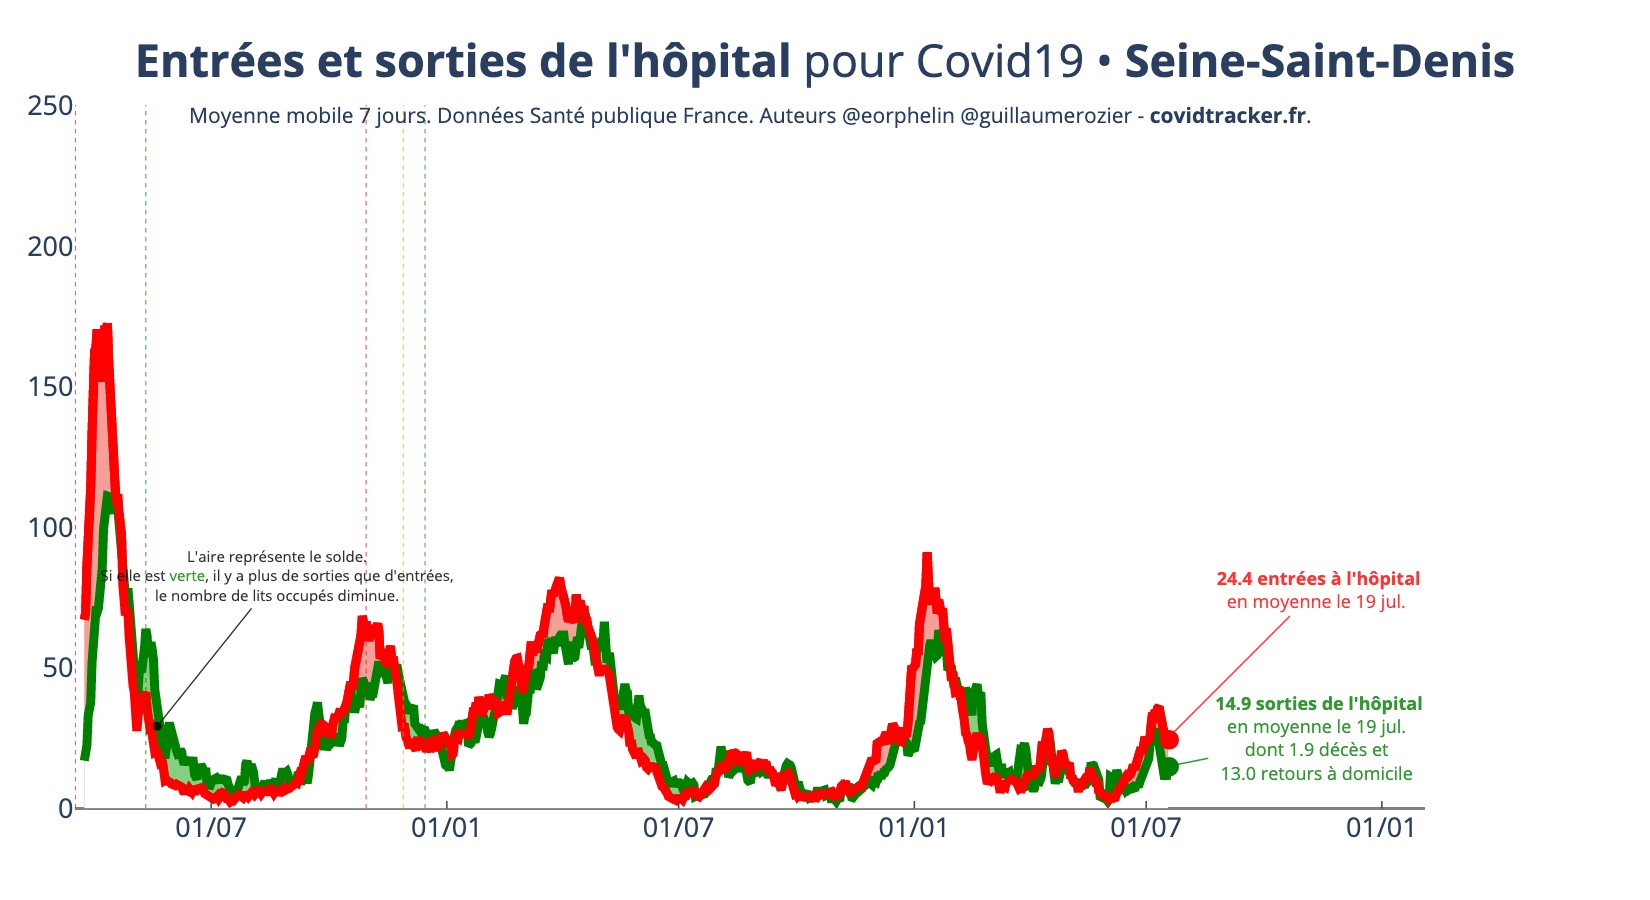 Entrées et sorties de l'hôpital pour Covid19 • Seine-Saint-Denis
Moyenne mobile 7 jours. Données Santé publique France. Auteurs @eorphelin @guillaumerozier - covidtracker.fr.
250
200
150
100
50
0
L'aire représente le solde.
Si elle est verte, il y a plus de sorties que d'entrées,
le nombre de lits occupés diminue.
24.4 entrées à l'hôpital
en moyenne le 19 jul.
14.9 sorties de l'hôpital
en moyenne le 19 jul.
dont 1.9 décès et
13.0 retours à domicile
01/07
01/01
01/07
01/01
01/07
01/01